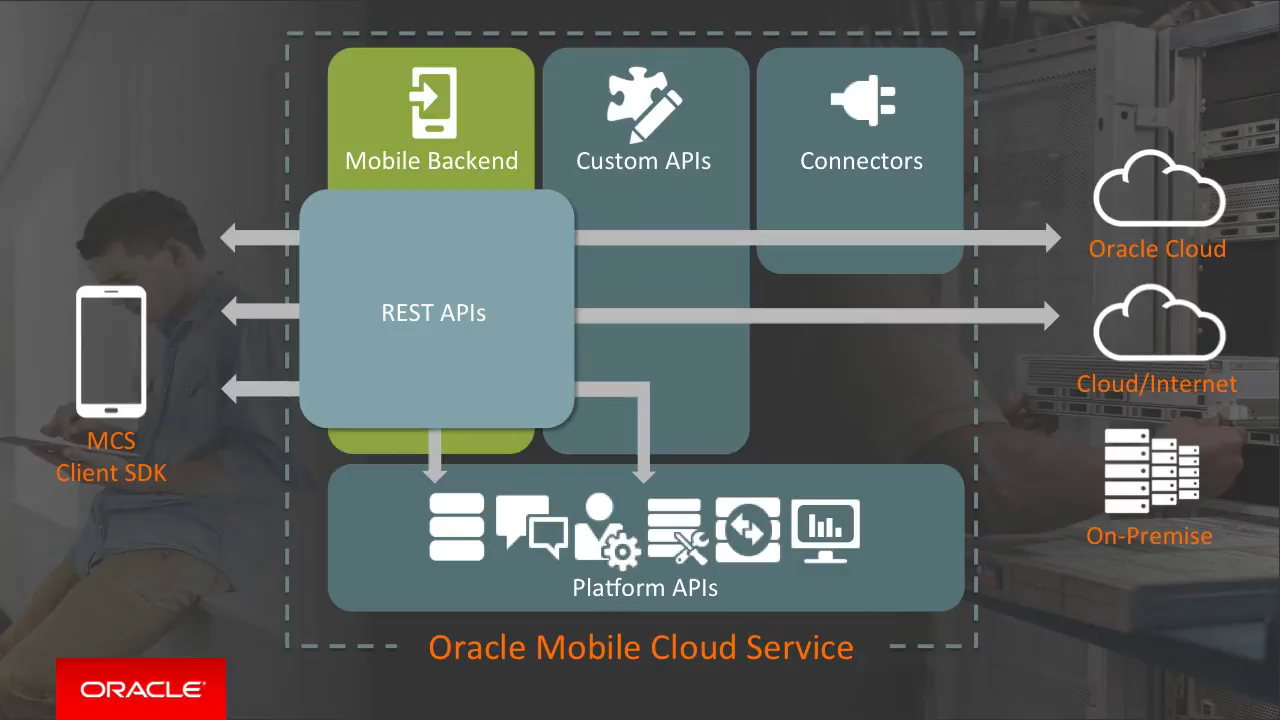 Mobile Backend
Custom APIs
Connectors
REST APIs
MCS
Client SDK
Oracle Cloud
Cloud/Internet
On-Premise
Platform APIs
Oracle Mobile Cloud Service
ORACLE®